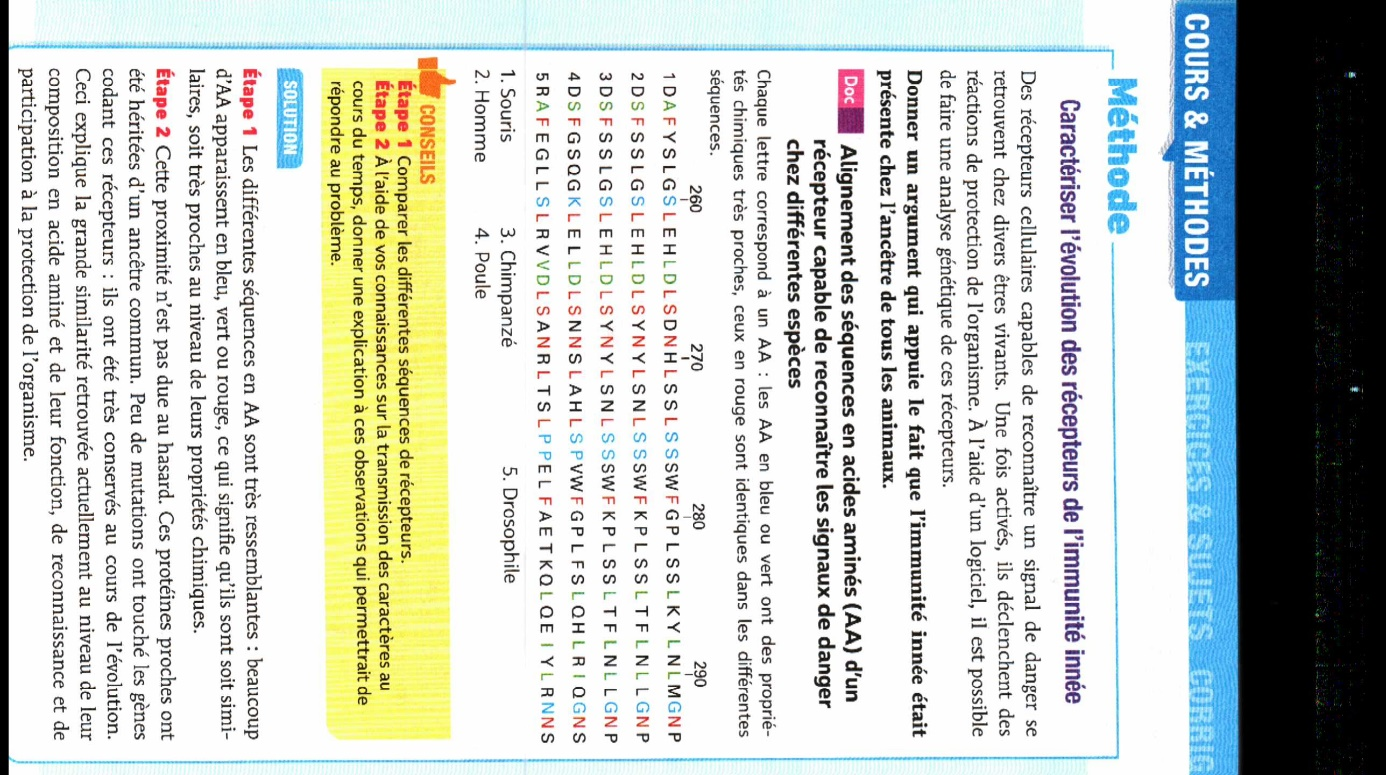 COURS & MÉTHODES EXERCICES & SUJETS CORRIG
Méthode
Caractériser l'évolution des récepteurs de l'immunité innée
Des récepteurs cellulaires capables de reconnaître un signal de danger se
retrouvent chez divers êtres vivants. Une fois activés, ils déclenchent des
réactions de protection de l'organisme. À l'aide d'un logiciel, il est possible
de faire une analyse génétique de ces récepteurs.
Donner un argument qui appuie le fait que l'immunité innée était
présente chez l'ancêtre de tous les animaux.
Doc Alignement des séquences en acides aminés (AA) d'un
récepteur capable de reconnaître les signaux de danger
chez différentes espèces
Chaque lettre correspond à un AA : les AA en bleu ou vert ont des proprié-
tés chimiques très proches, ceux en rouge sont identiques dans les différentes
séquences.
260 270 280 290
1 DAFYSLGSLEHLDLSDNHLSSLSSSWFGPLSSLKYLNLMGNP
2 DSFSSLGSLEHLDLSYNYLSNLSSSWFKPLSSLTFLNLLGNP
3 DSFSSLGSLEHLDLSYNYLSNLSSSWFKPLSSLTFLNLLGNP
4 DSFGSQGKLELLDLSNNSLAHLSPVWFGPLFSLQHLRIQGNS
5 RAFEGLLSLRVVDLSANRLTSLPPELFAETKQLQEIYLRNNS
1. Souris 3. Chimpanzé 5. Drosophile
2. Homme 4. Poule
CONSEILS
Étape 1 Comparer les différentes séquences de récepteurs.
Étape 2 À l'aide de vos connaissances sur la transmission des caractères au
cours du temps, donner une explication à ces observations qui permettrait de
répondre au problème.
SOLUTION
Étape 1 Les différentes séquences en AA sont très ressemblantes : beaucoup
d'AA apparaissent en bleu, vert ou rouge, ce qui signifie qu'ils sont soit simi-
laires, soit très proches au niveau de leurs propriétés chimiques.
Étape 2 Cette proximité n'est pas due au hasard. Ces protéines proches ont
été héritées d'un ancêtre commun. Peu de mutations ont touché les gènes
codant ces récepteurs : ils ont été très conservés au cours de l'évolution.
Ceci explique la grande similarité retrouvée actuellement au niveau de leur
composition en acide aminé et de leur fonction, de reconnaissance et de
participation à la protection de l'organisme.